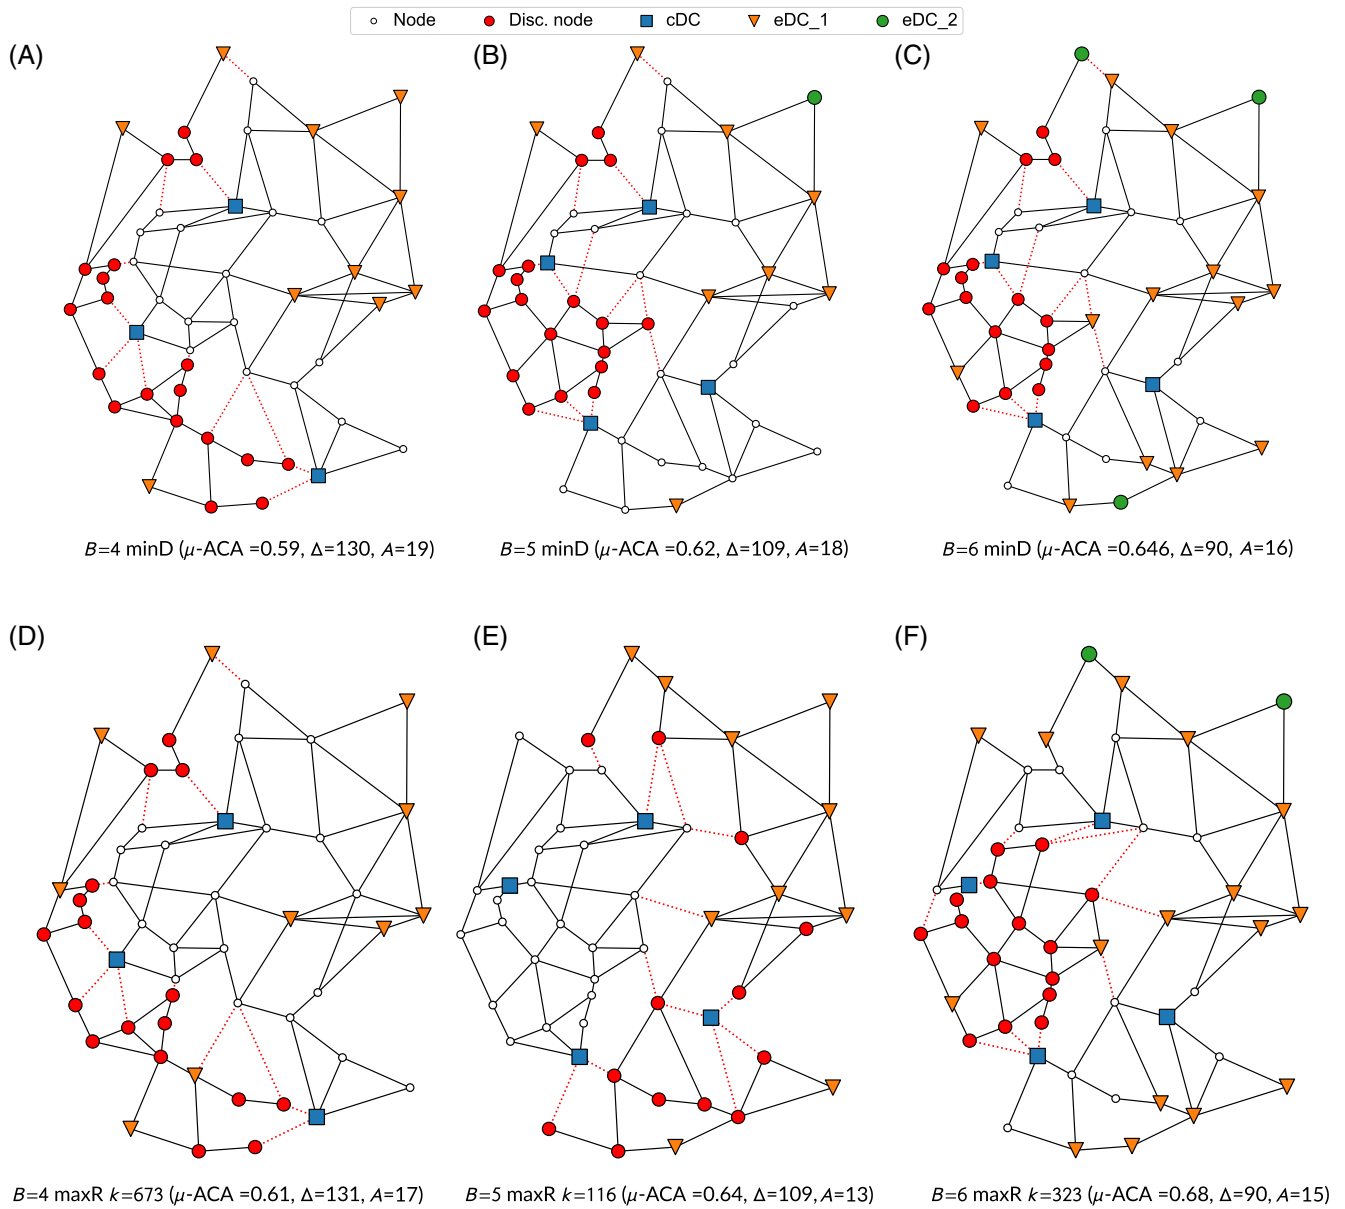 Node Disc. node cDC eDC_1 eDC_2
(A) (B) (C)
B=4 minD (μ-ACA =0.59, Δ=130, A=19)
B=5 minD (μ-ACA =0.62, Δ=109, A=18)
B=6 minD (μ-ACA =0.646, Δ=90, A=16)
(D) (E) (F)
B=4 maxR k=673 (μ-ACA =0.61, Δ=131, A=17)
B=5 maxR k=116 (μ-ACA =0.64, Δ=109, A=13)
B=6 maxR k=323 (μ-ACA =0.68, Δ=90, A=15)